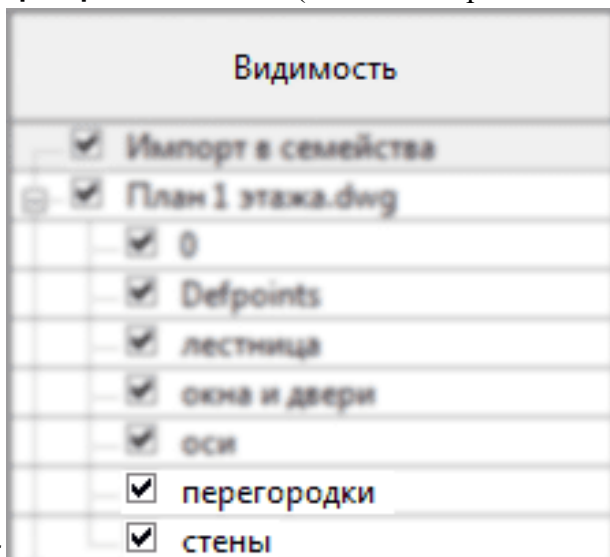 Видимость
Импорт в семейства
План 1 этажа.dwg
0
Defpoints
лестница
окна и двери
оси
перегородки
стены